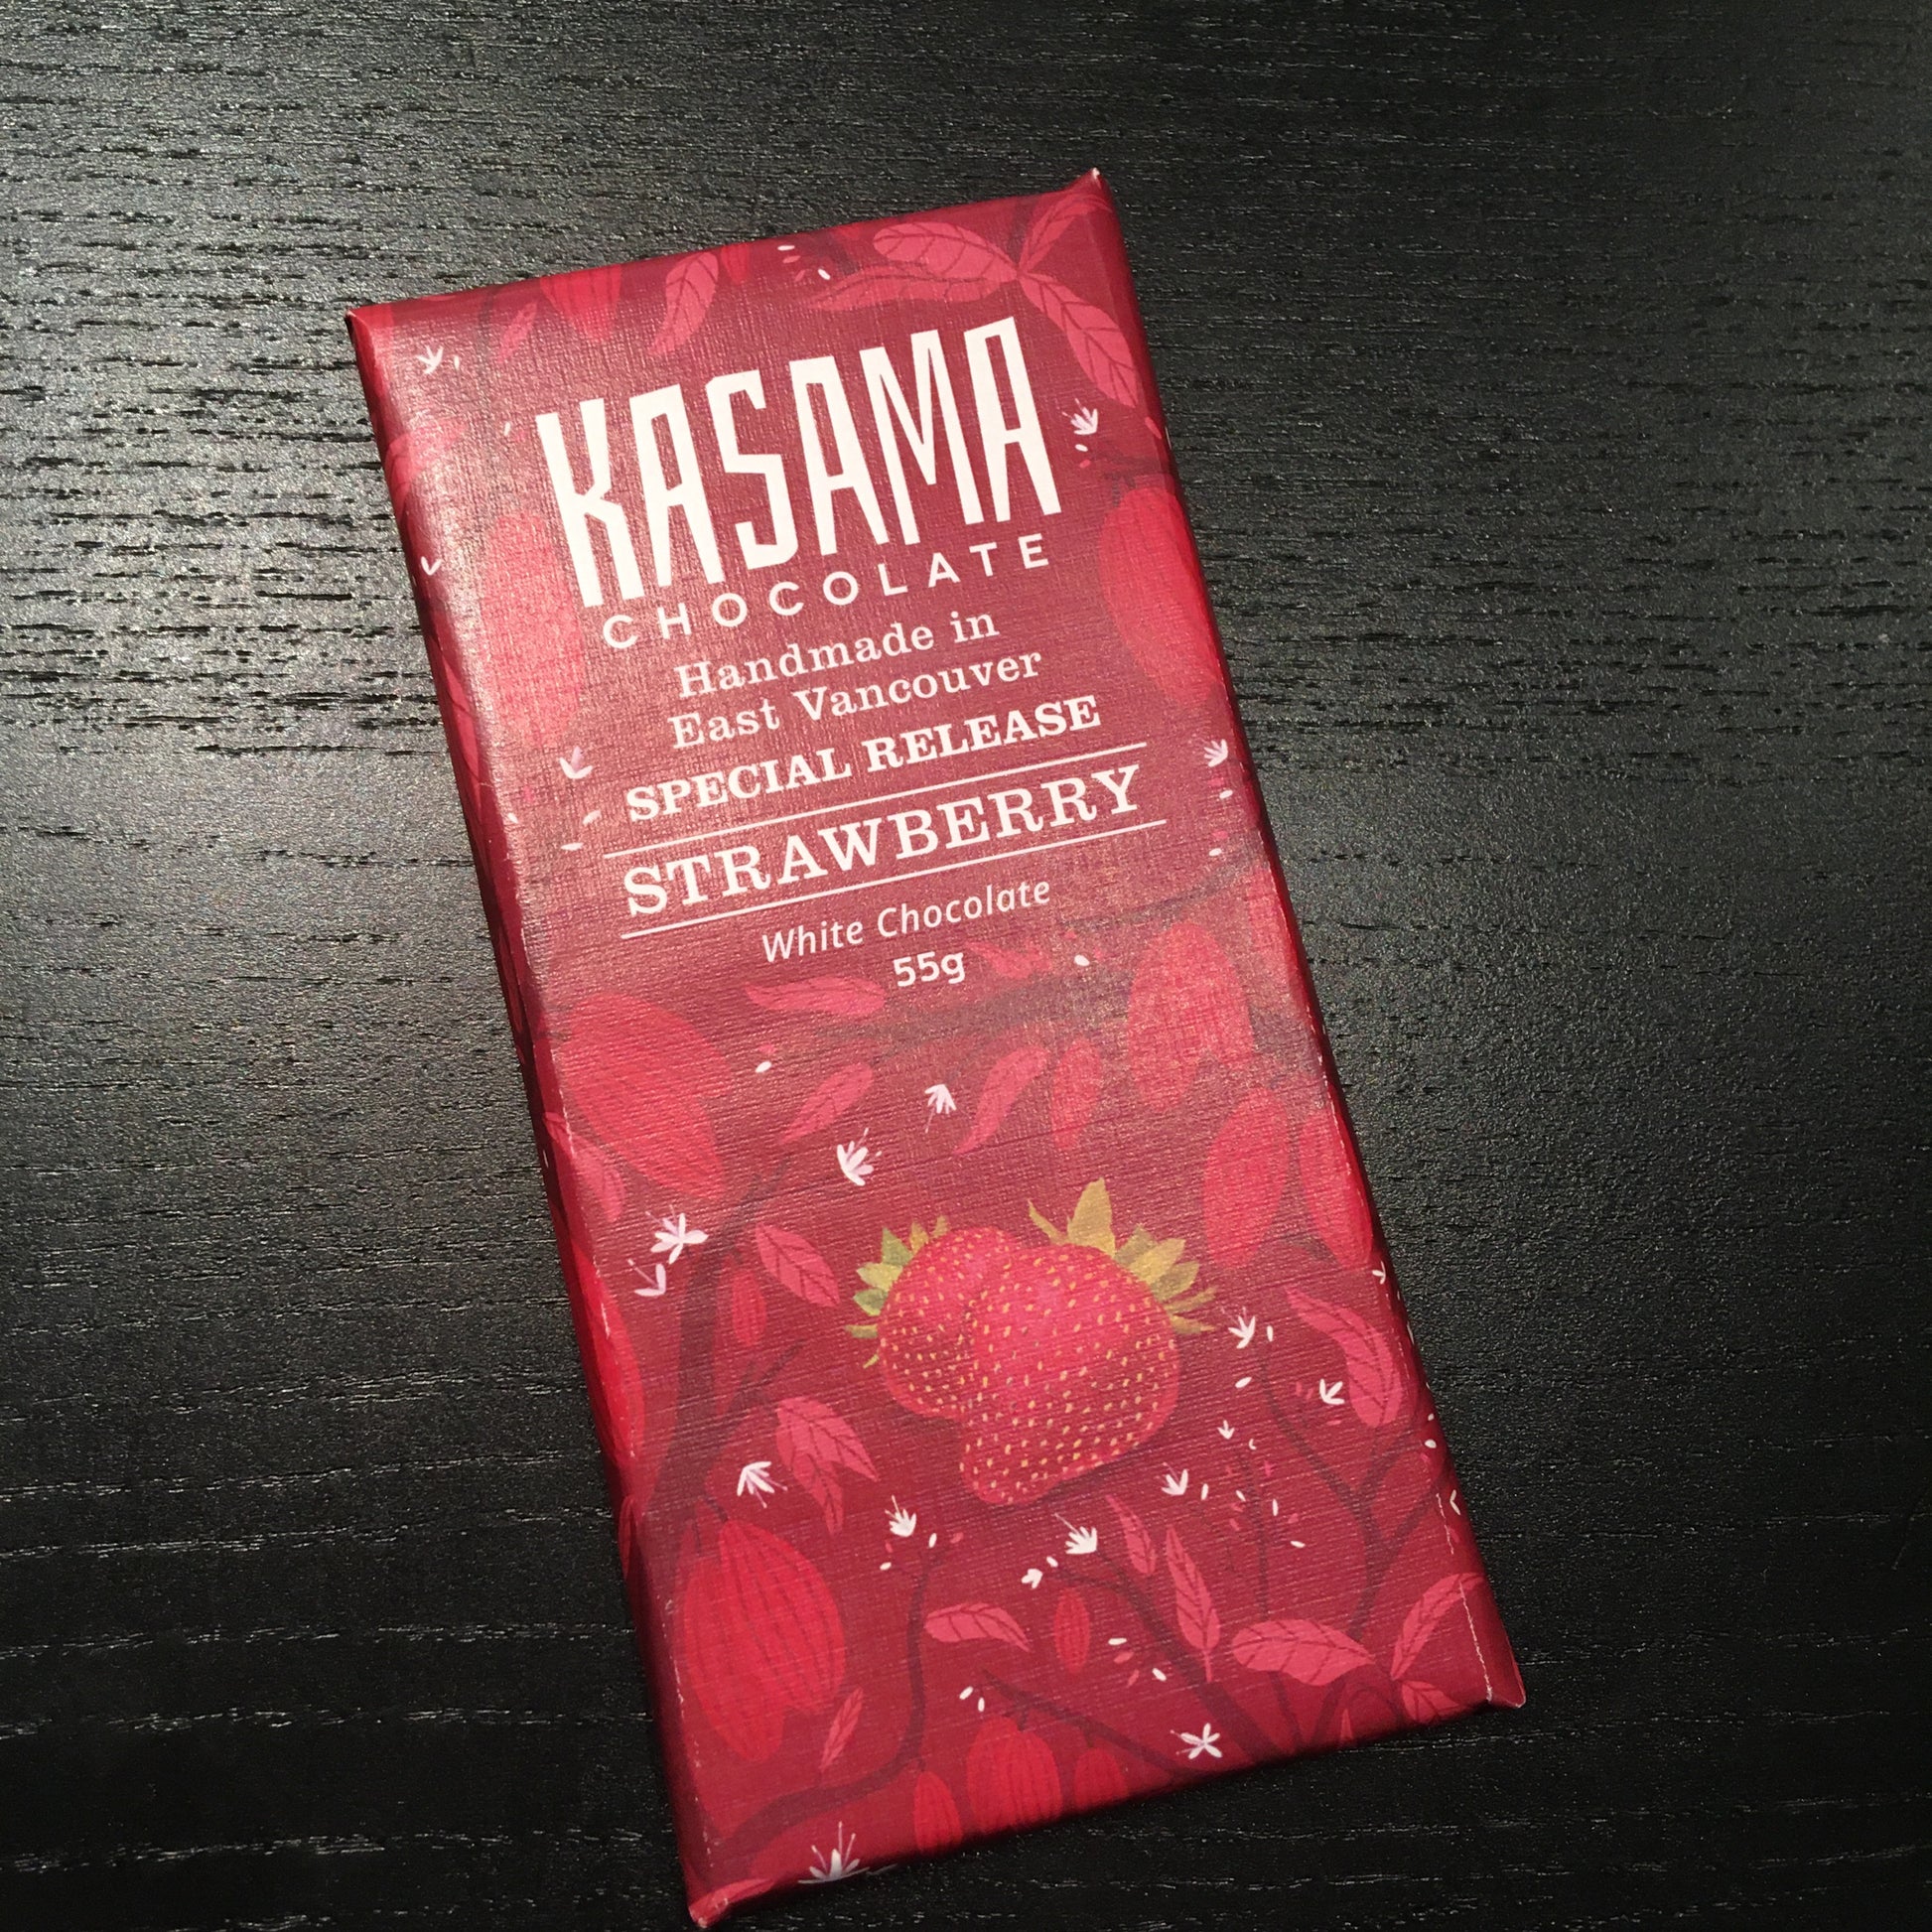 KASAMA
CHOCOLATE
Handmade in
East Vancouver
SPECIAL RELEASE
STRAWBERRY
White Chocolate
55g